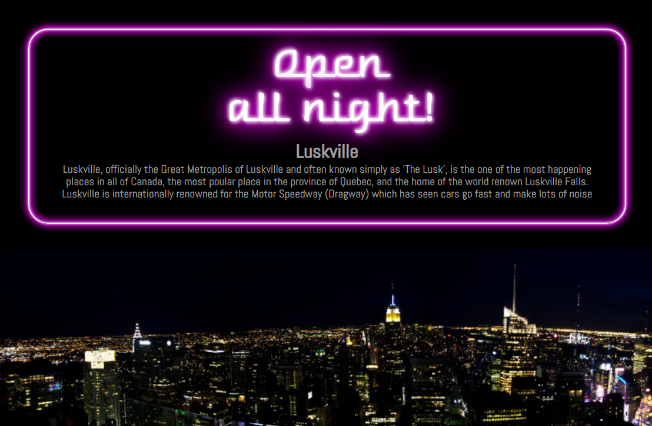 Open
all night!
Luskville
Luskville, officially the Great Metropolis of Luskville and often known simply as 'The Lusk', is the one of the most happening
places in all of Canada, the most poular place in the province of Quebec, and the home of the world renown Luskville Falls.
Luskville is internationally renowned for the Motor Speedway (Dragway) which has seen cars go fast and make lots of noise